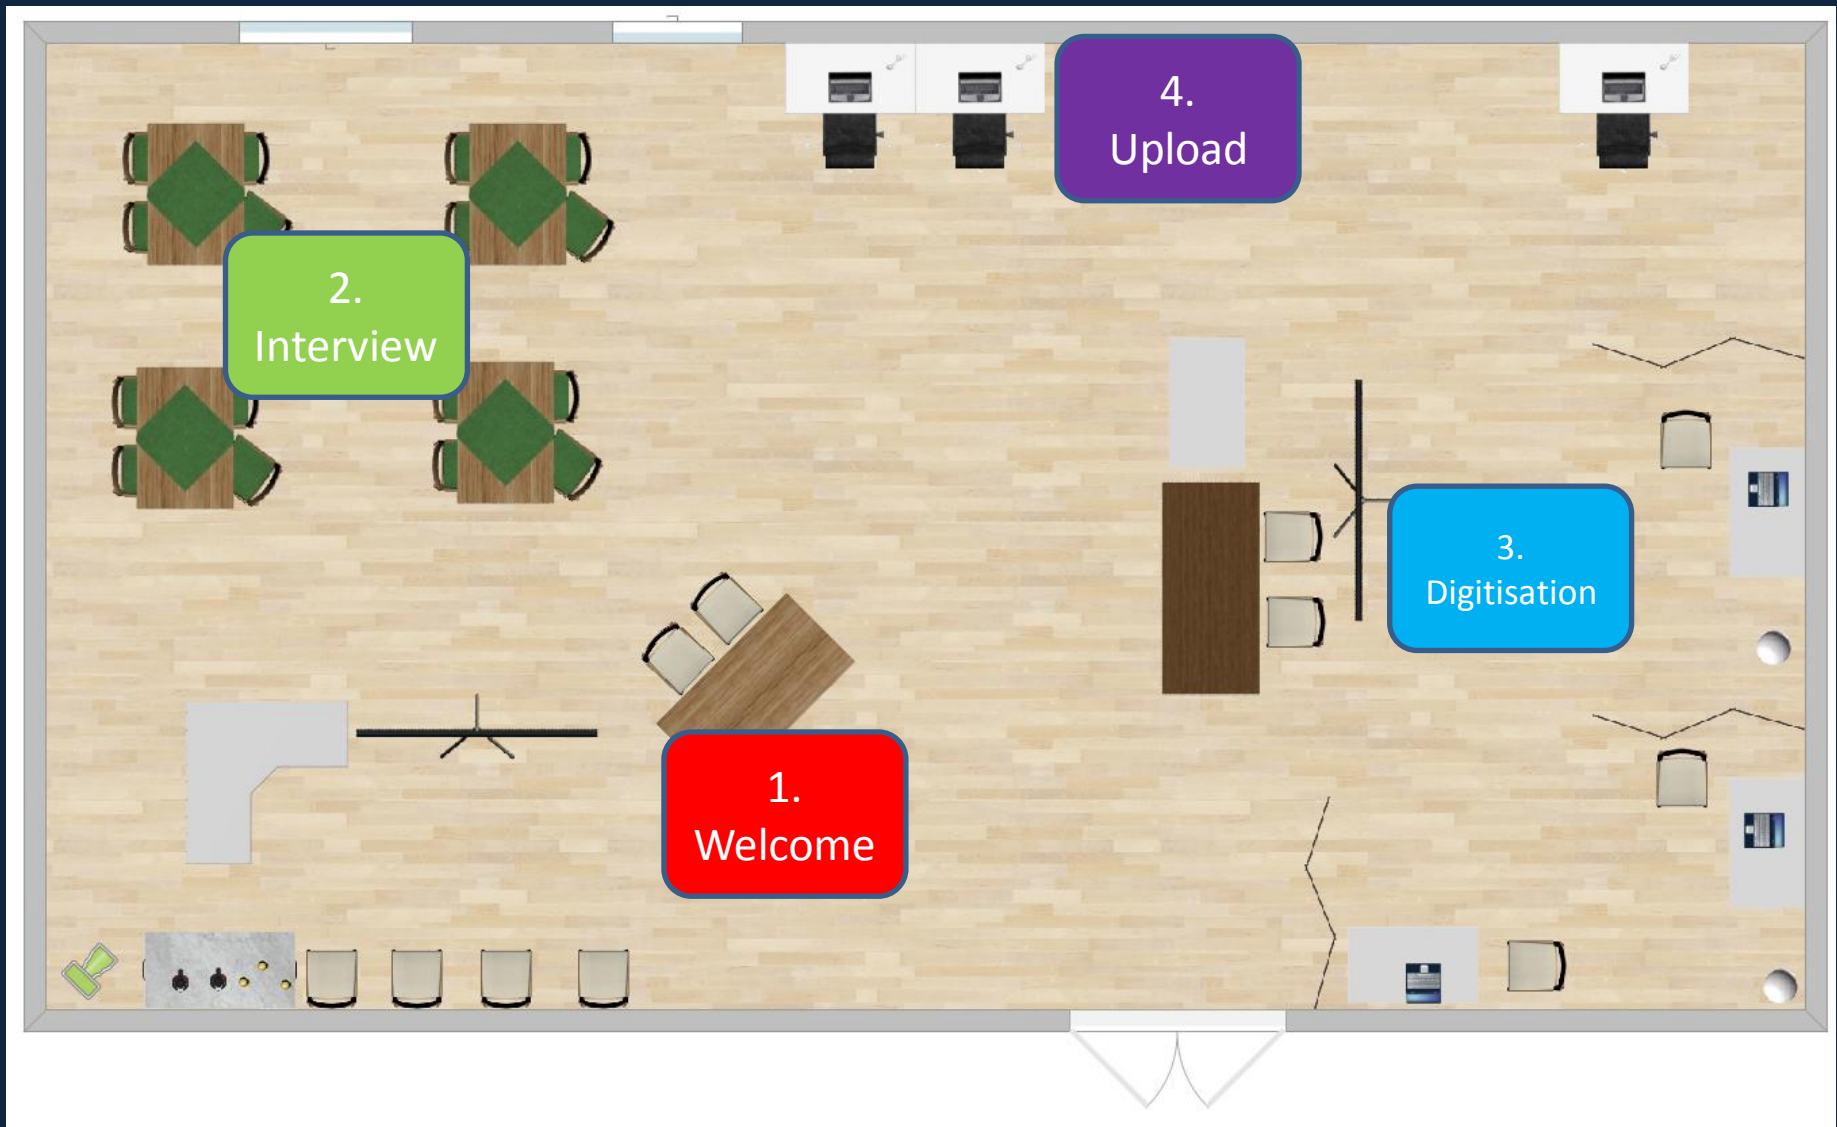 4.
Upload
2.
Interview
3.
Digitisation
1.
Welcome